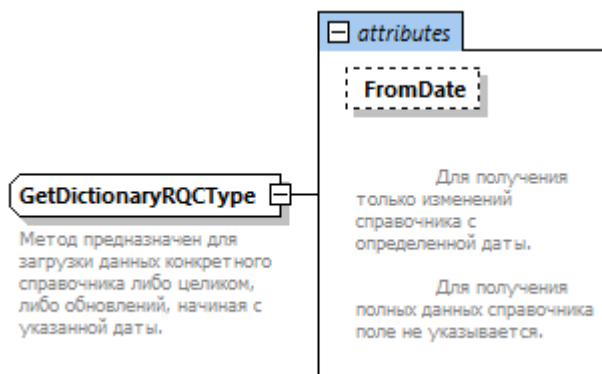 attributes
FromDate
Для получения
только изменений
справочника с
определенной даты.
Для получения
полных данных справочника
поле не указывается.
GetDictionaryRQCType
Метод предназначен для
загрузки данных конкретного
справочника либо целиком,
либо обновлений, начиная с
указанной даты.